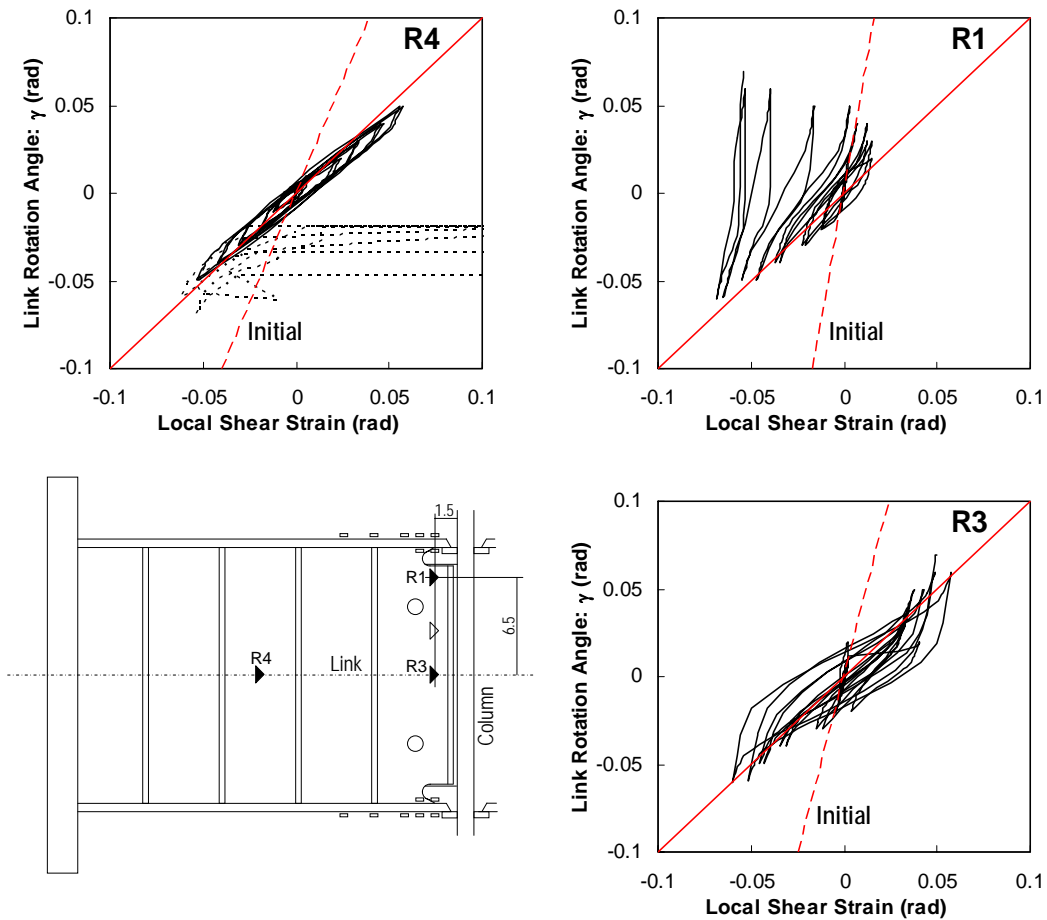 R4
0.1
0.05
0
-0.05
-0.1
Link Rotation Angle: γ (rad)
Initial
-0.1 -0.05 0 0.05 0.1
Local Shear Strain (rad)
R1
0.1
0.05
0
-0.05
-0.1
Link Rotation Angle: γ (rad)
Initial
-0.1 -0.05 0 0.05 0.1
Local Shear Strain (rad)
1.5
R1
6.5
R4
Link
R3
Column
R3
0.1
0.05
0
-0.05
-0.1
Link Rotation Angle: γ (rad)
Initial
-0.1 -0.05 0 0.05 0.1
Local Shear Strain (rad)